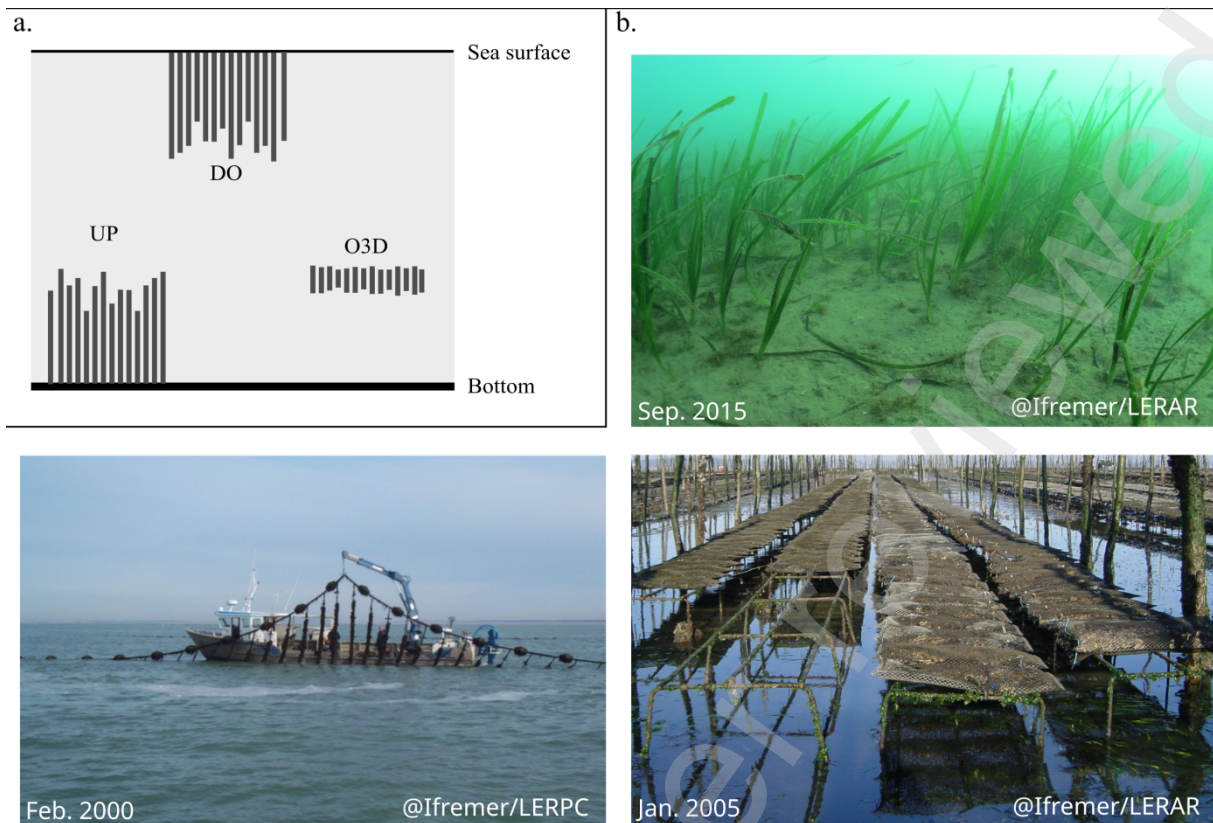 a.
Sea surface
DO
UP
O3D
Bottom
b.
Sep. 2015
@Ifremer/LERAR
Feb. 2000
@Ifremer/LERPC
Jan. 2005
@Ifremer/LERAR